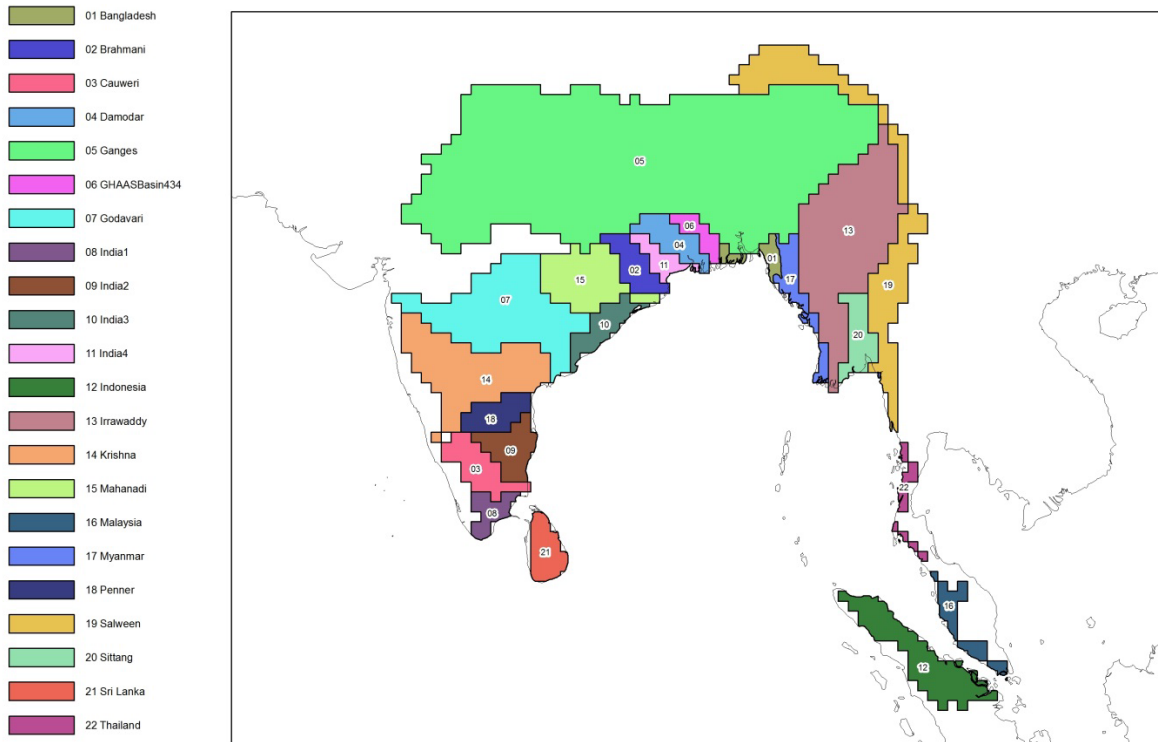 01 Bangladesh
02 Brahmani
03 Cauweri
04 Damodar
05 Ganges
06 GHAASBasin434
07 Godavari
08 India1
09 India2
10 India3
11 India4
12 Indonesia
13 Irrawaddy
14 Krishna
15 Mahanadi
16 Malaysia
17 Myanmar
18 Penner
19 Salween
20 Sittang
21 Sri Lanka
22 Thailand
05
06
13
04
01
02
11
17
15
19
07
10
20
14
18
09
03
22
08
21
16
12